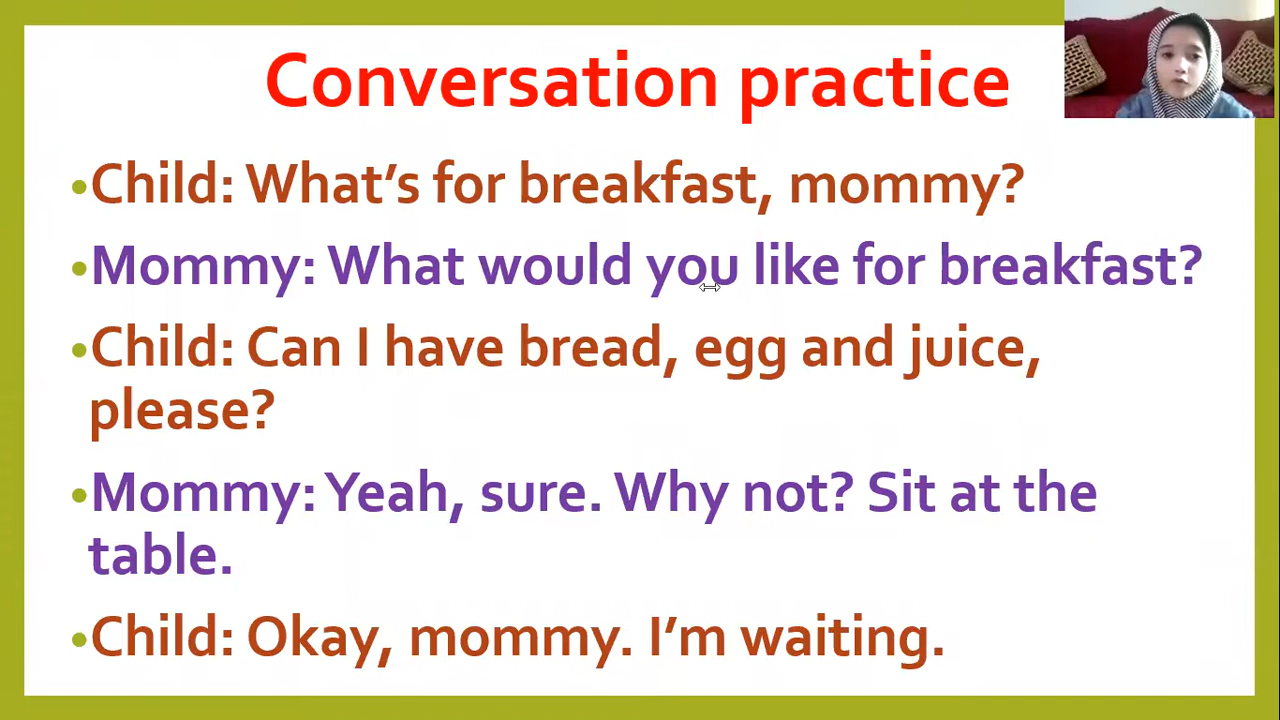 Conversation practice
•Child: What’s for breakfast, mommy?
•Mommy: What would you like for breakfast?
•Child: Can I have bread, egg and juice,
please?
•Mommy: Yeah, sure. Why not? Sit at the
table.
•Child: Okay, mommy. I’m waiting.